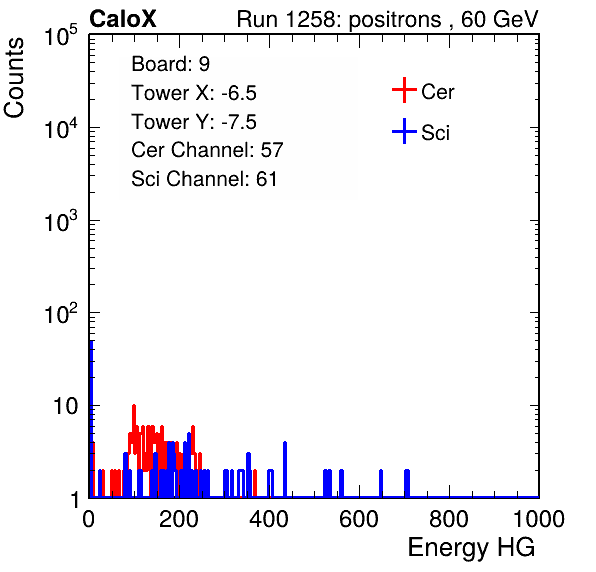 CaloX Run 1258: positrons , 60 GeV
Counts
Board: 9
Tower X: -6.5
Tower Y: -7.5
Cer Channel: 57
Sci Channel: 61
Cer
Sci
10^5
10^4
10^3
10^2
10
1
0 200 400 600 800 1000
Energy HG